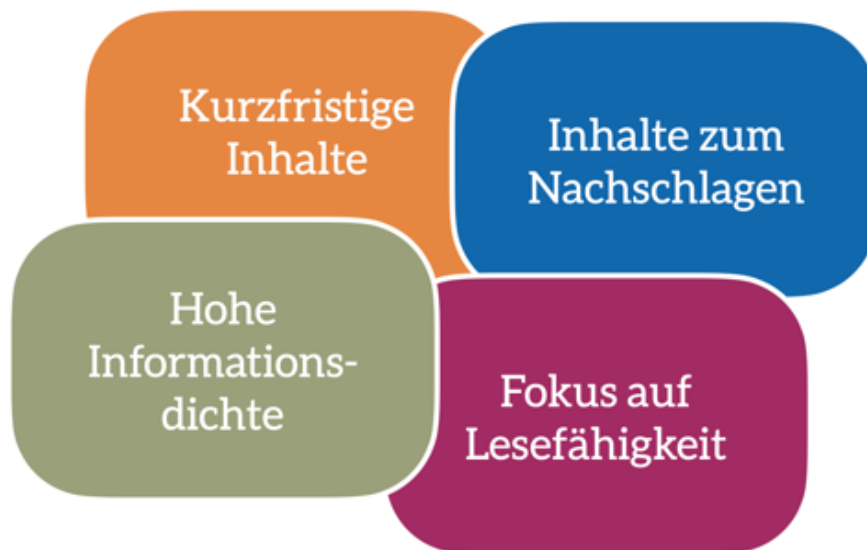 Kurzfristige
Inhalte
Inhalte zum
Nachschlagen
Hohe
Informations-
dichte
Fokus auf
Lesefähigkeit